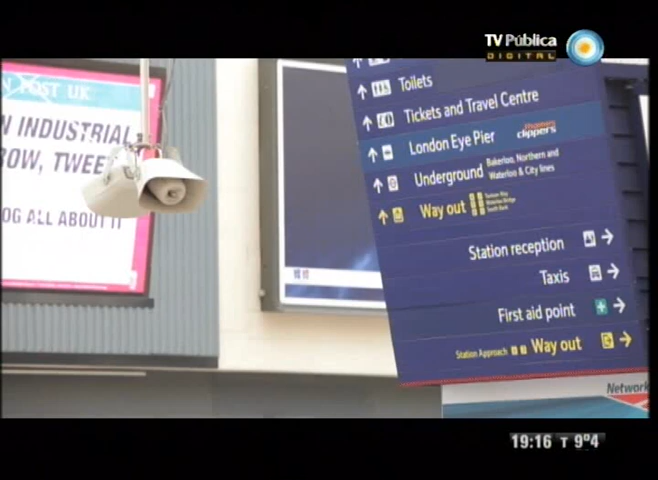 TV Pública
DIGITAL
POST UK
INDUSTRIAL
ROW, TWEE
OG ALL ABOUT IT
Toilets
Tickets and Travel Centre
London Eye Pier
thames clippers
Underground Bakerloo, Northern and
Waterloo & City lines
Way out
Station reception
Taxis
First aid point
Station Approach Way out
Network
19:16 T 9º4